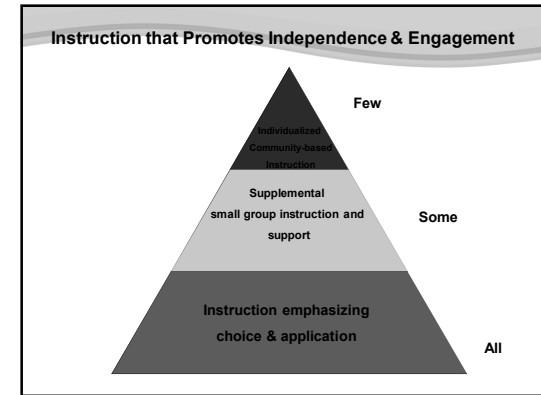 Instruction that Promotes Independence & Engagement
Few
Individualized
Community-based
Instruction
Supplemental
small group instruction and
support
Some
Instruction emphasizing
choice & application
All